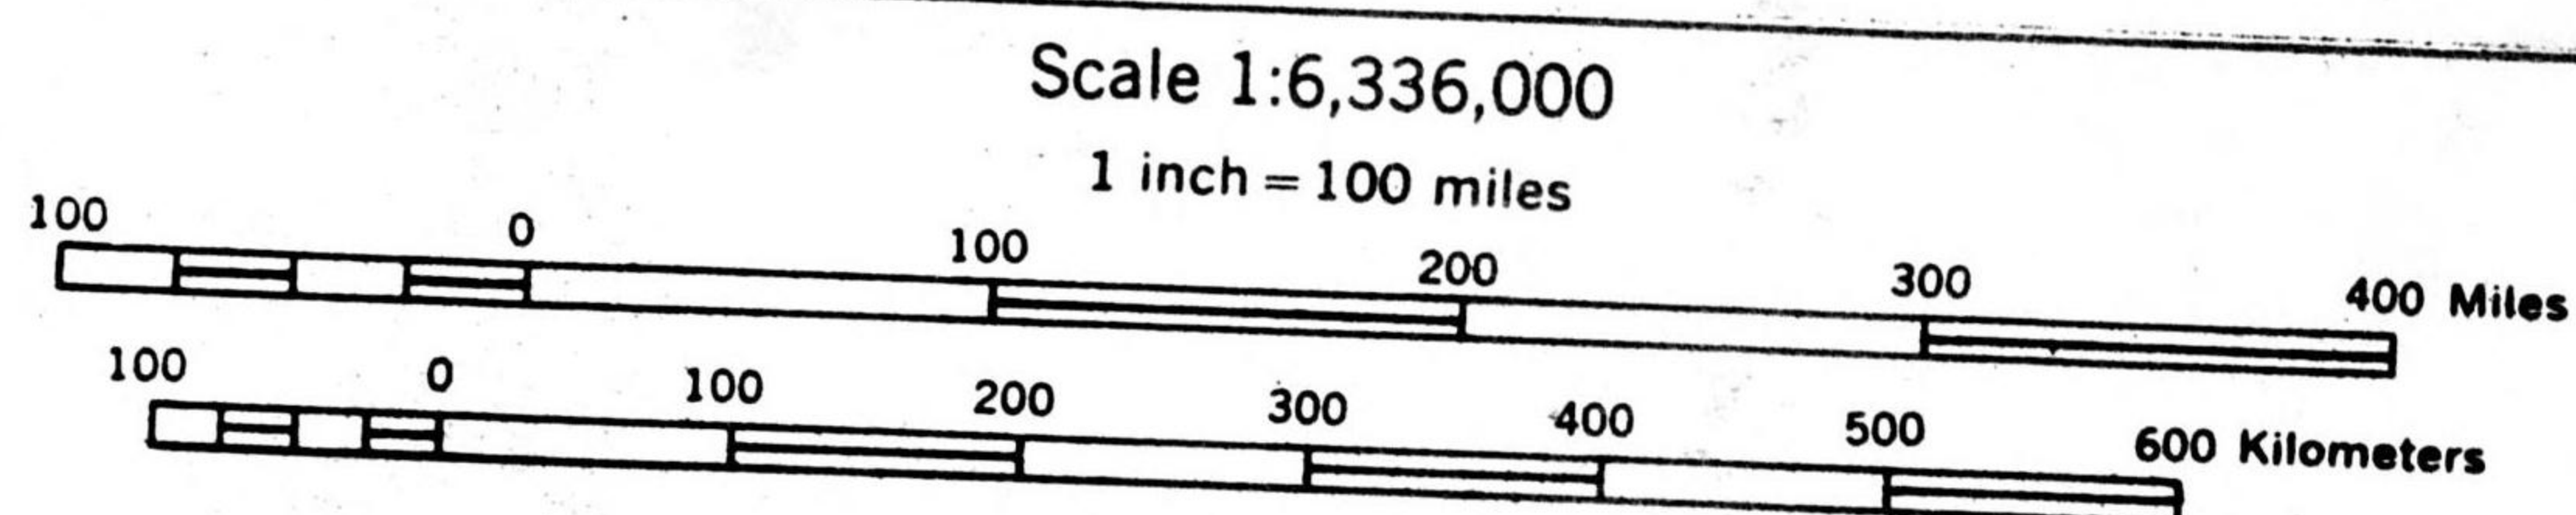 Scale 1:6,336,000
1 inch = 100 miles
100 0 100 200 300 400 Miles
100 0 100 200 300 400 500 600 Kilometers